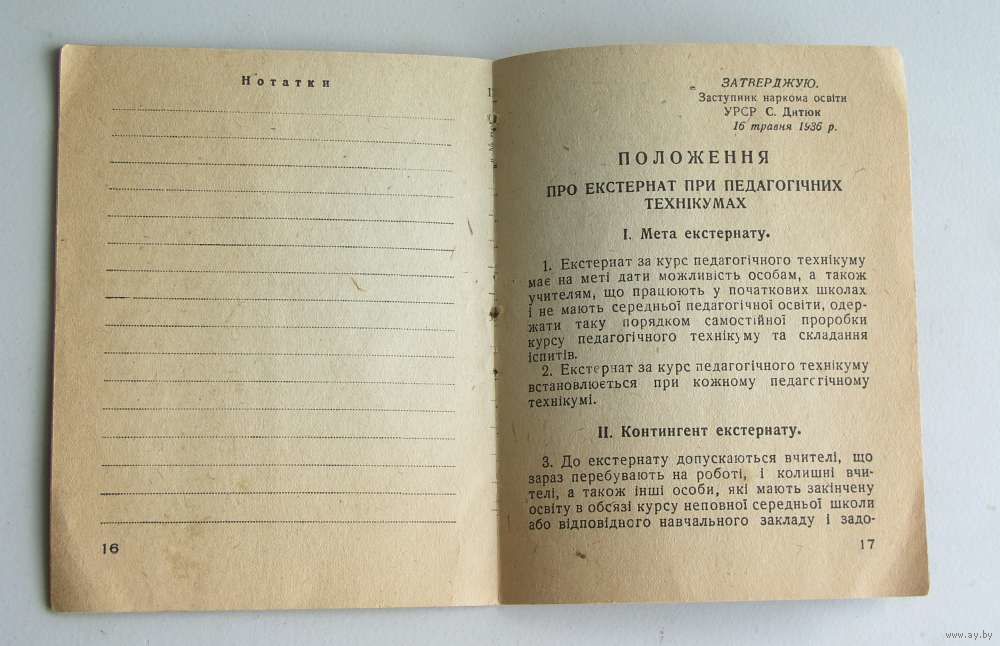 Нотатки
16
ЗАТВЕРДЖУЮ.
Заступник наркома освіти
УРСР С. Дитюк
16 травня 1936 р.
ПОЛОЖЕННЯ
ПРО ЕКСТЕРНАТ ПРИ ПЕДАГОГІЧНИХ
ТЕХНІКУМАХ
І. Мета екстернату.
1. Екстернат за курс педагогічного технікуму
має на меті дати можливість особам, а також
учителям, що працюють у початкових школах
і не мають середньої педагогічної освіти, одер-
жати таку порядком самостійної проробки
курсу педагогічного технікуму та складання
іспитів.
2. Екстернат за курс педагогічного технікуму
встановлюється при кожному педагогічному
технікумі.
ІІ. Контингент екстернату.
3. До екстернату допускаються вчителі, що
зараз перебувають на роботі, і колишні вчи-
телі, а також інші особи, які мають закінчену
освіту в обсязі курсу неповної середньої школи
або відповідного навчального закладу і задо-
17
www.ay.by